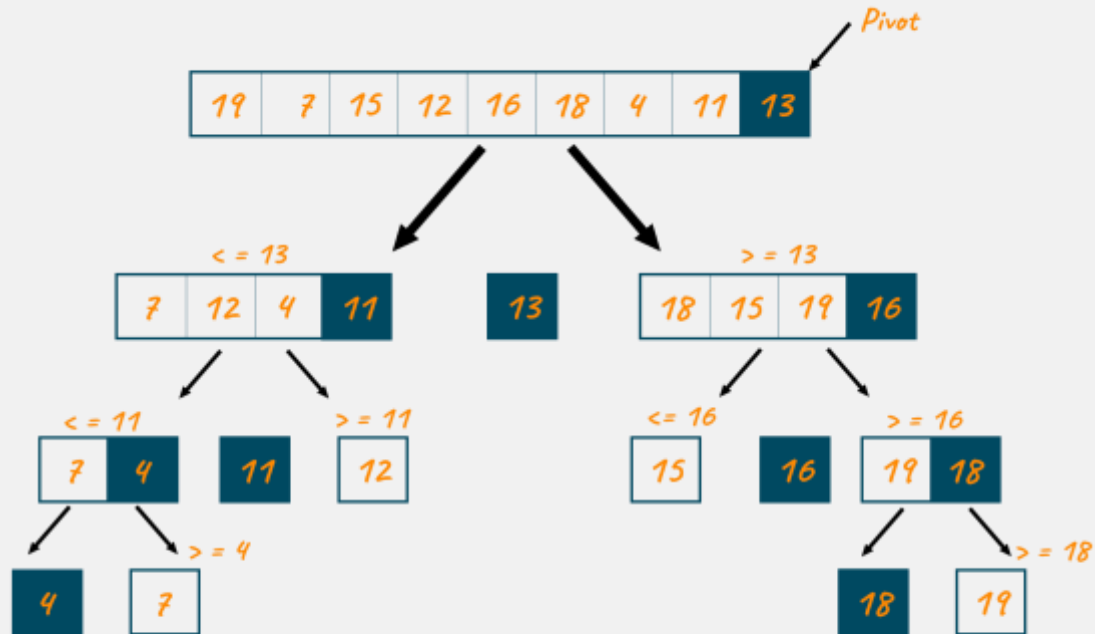 Pivot
19 7 15 12 16 18 4 11 13
< = 13 > = 13
7 12 4 11 13 18 15 19 16
< = 11 > = 11 <= 16 > = 16
7 4 11 12 15 16 19 18
> = 4 > = 18
4 7 18 19